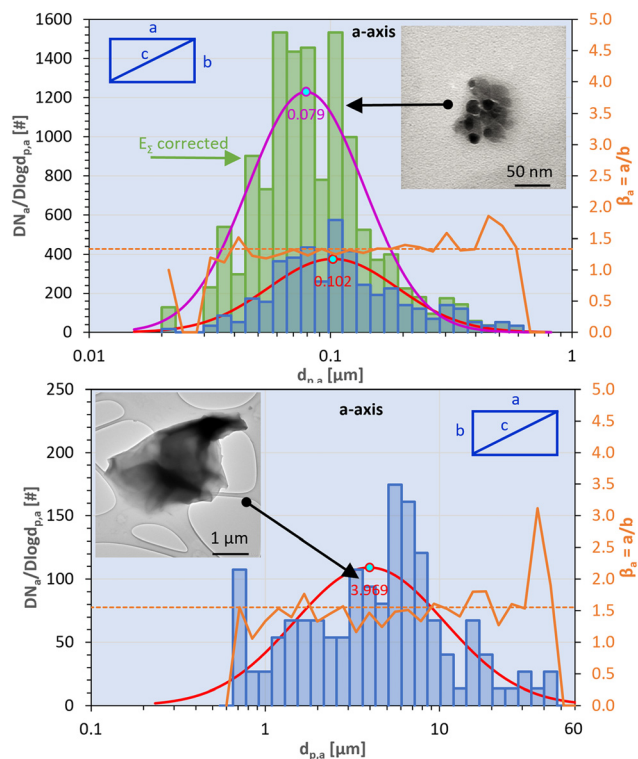 1600
1400
1200
1000
800
600
400
200
0
DNₐ/Dlogdₚ,ₐ [#]
a
c
b
a-axis
E_Σ corrected
0.079
0.102
50 nm
5.0
4.5
4.0
3.5
3.0
2.5
2.0
1.5
1.0
0.5
0.0
βₐ = a/b
0.01
0.1
1
dₚ,ₐ [µm]
250
200
150
100
50
0
DNₐ/Dlogdₚ,ₐ [#]
1 µm
a-axis
a
b
c
3.969
5.0
4.5
4.0
3.5
3.0
2.5
2.0
1.5
1.0
0.5
0.0
βₐ = a/b
0.1
1
10
60
dₚ,ₐ [µm]